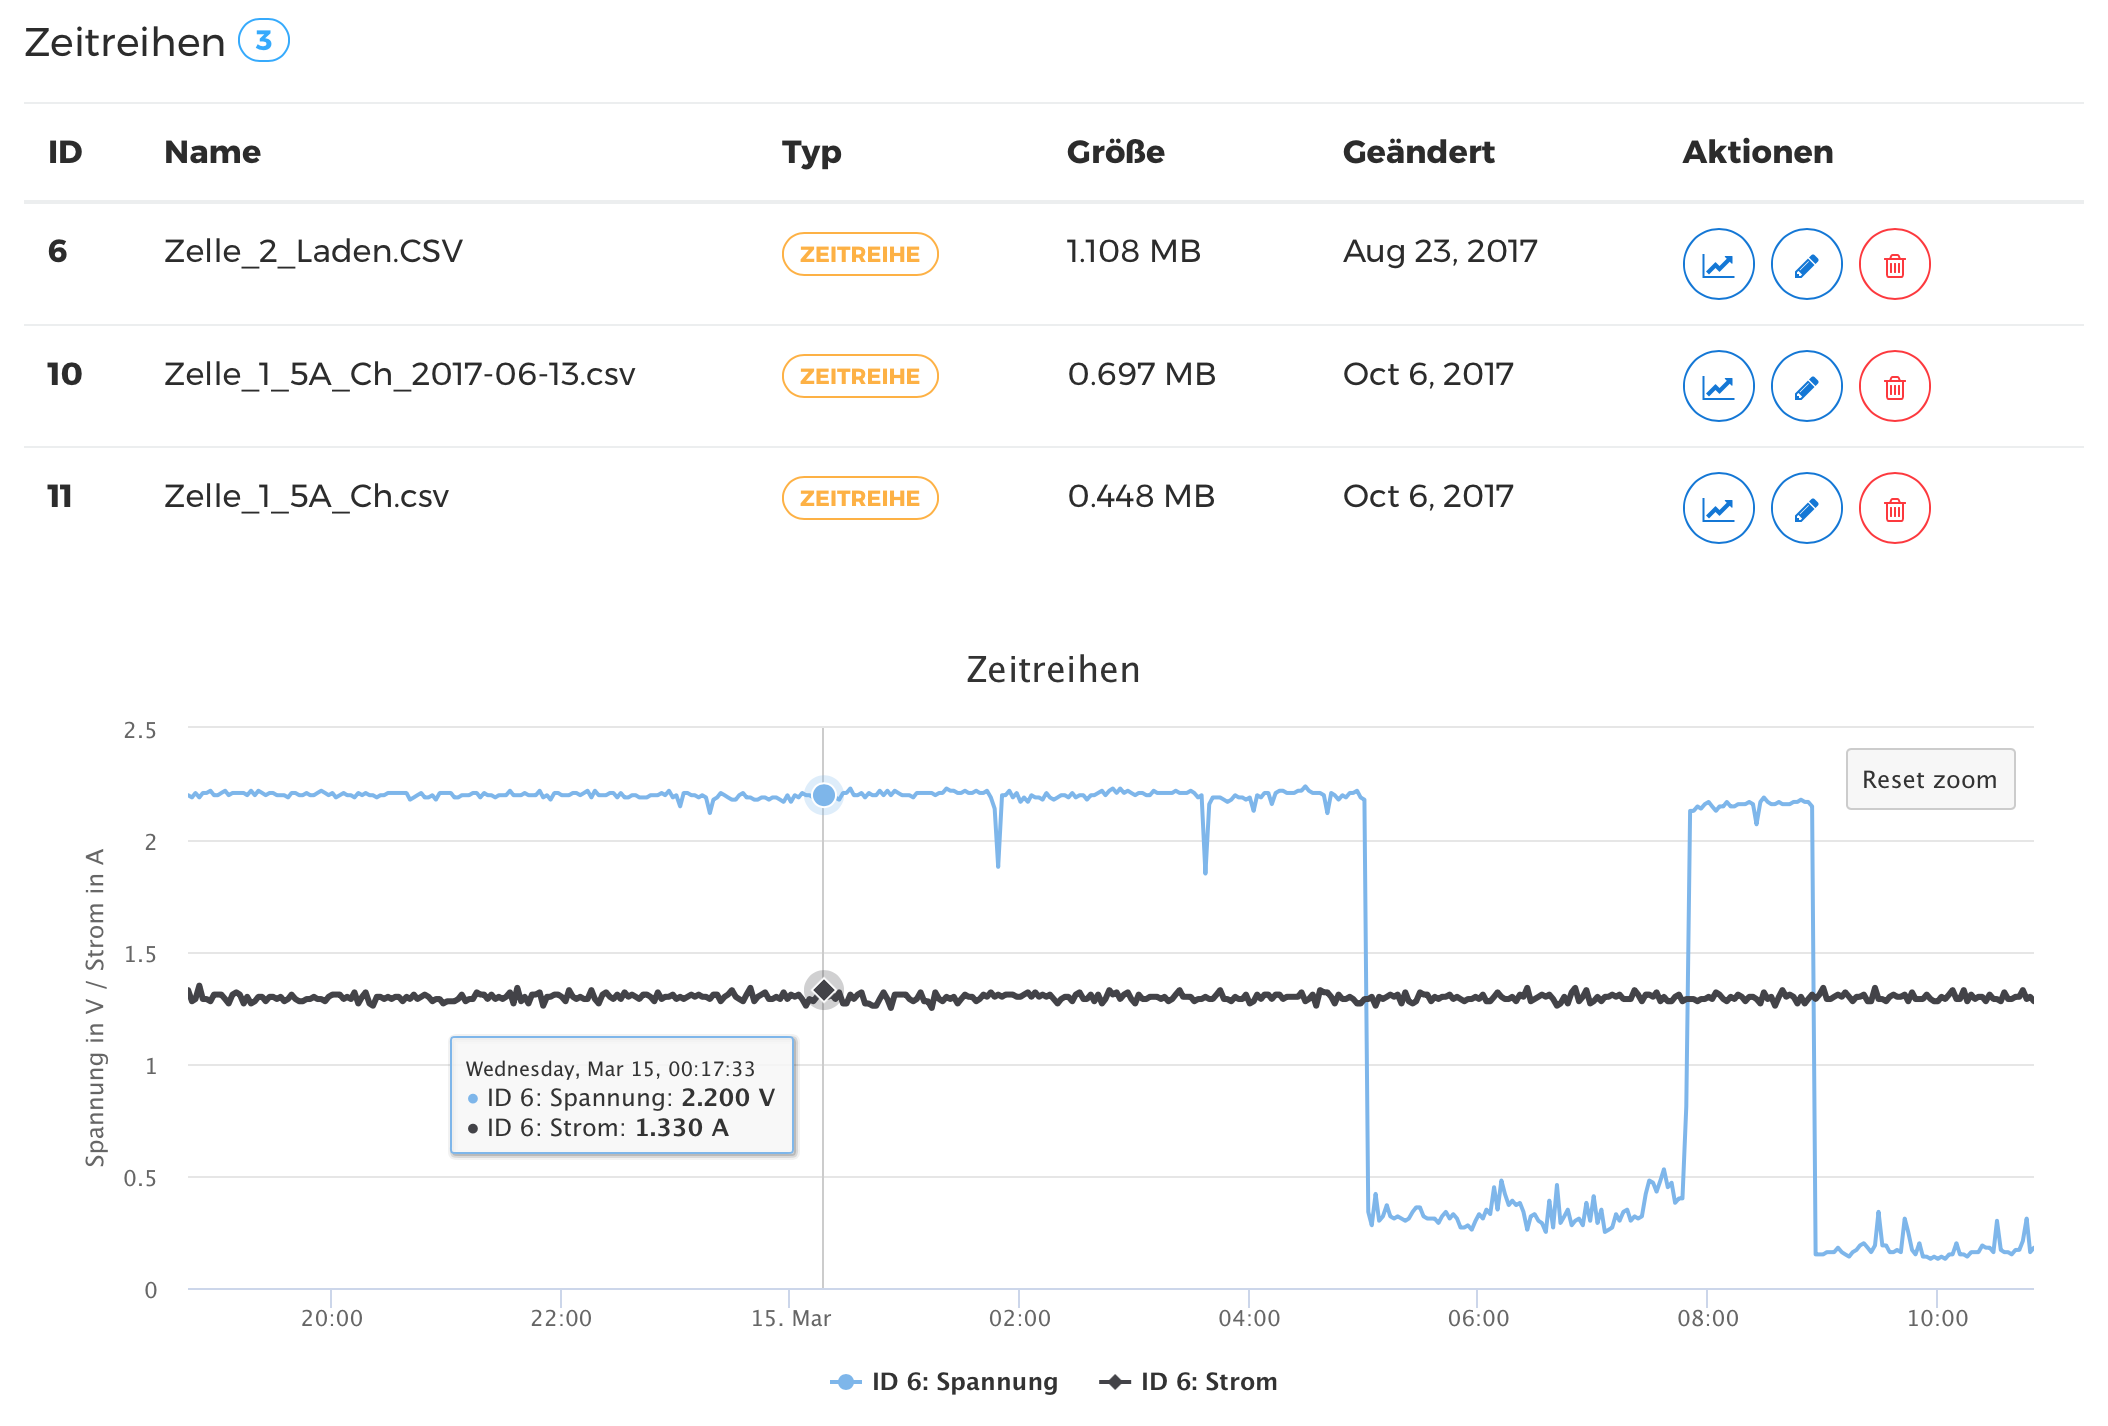 Zeitreihen 3
ID Name Typ Größe Geändert Aktionen
6 Zelle_2_Laden.CSV ZEITREIHE 1.108 MB Aug 23, 2017
10 Zelle_1_5A_Ch_2017-06-13.csv ZEITREIHE 0.697 MB Oct 6, 2017
11 Zelle_1_5A_Ch.csv ZEITREIHE 0.448 MB Oct 6, 2017
Zeitreihen
Reset zoom
Spannung in V / Strom in A
2.5
2
1.5
1
0.5
0
Wednesday, Mar 15, 00:17:33
ID 6: Spannung: 2.200 V
ID 6: Strom: 1.330 A
20:00 22:00 15. Mar 02:00 04:00 06:00 08:00 10:00
ID 6: Spannung ID 6: Strom